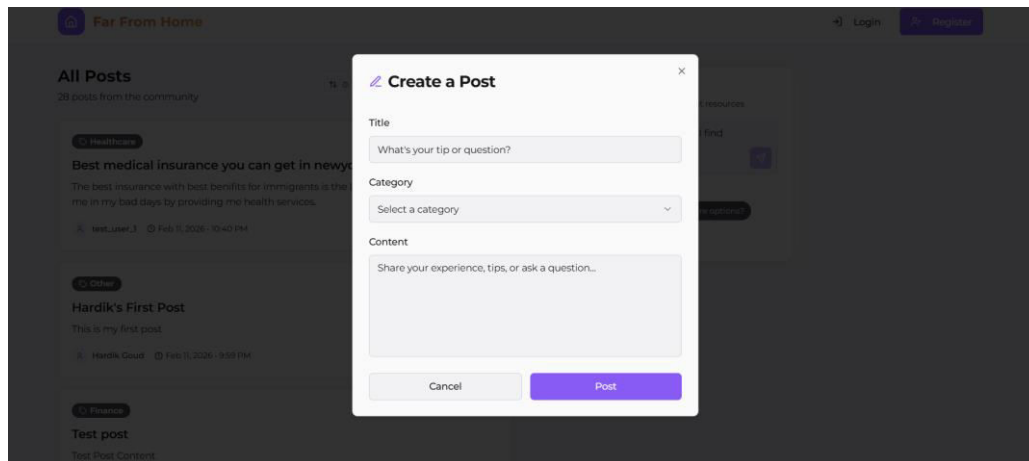 Far From Home
Login
Register
All Posts
28 posts from the community
Create a Post
Title
What's your tip or question?
Category
Select a category
Content
Share your experience, tips, or ask a question...
Cancel
Post
resources
find
options?
Healthcare
Best medical insurance you can get in newyo
The best insurance with best benifits for immigrants is the
me in my bad days by providing me health services.
test_user_1 Feb 11, 2026 • 10:40 PM
Other
Hardik's First Post
This is my first post
Hardik Goud Feb 11, 2026 • 9:59 PM
Finance
Test post
Test Post Content